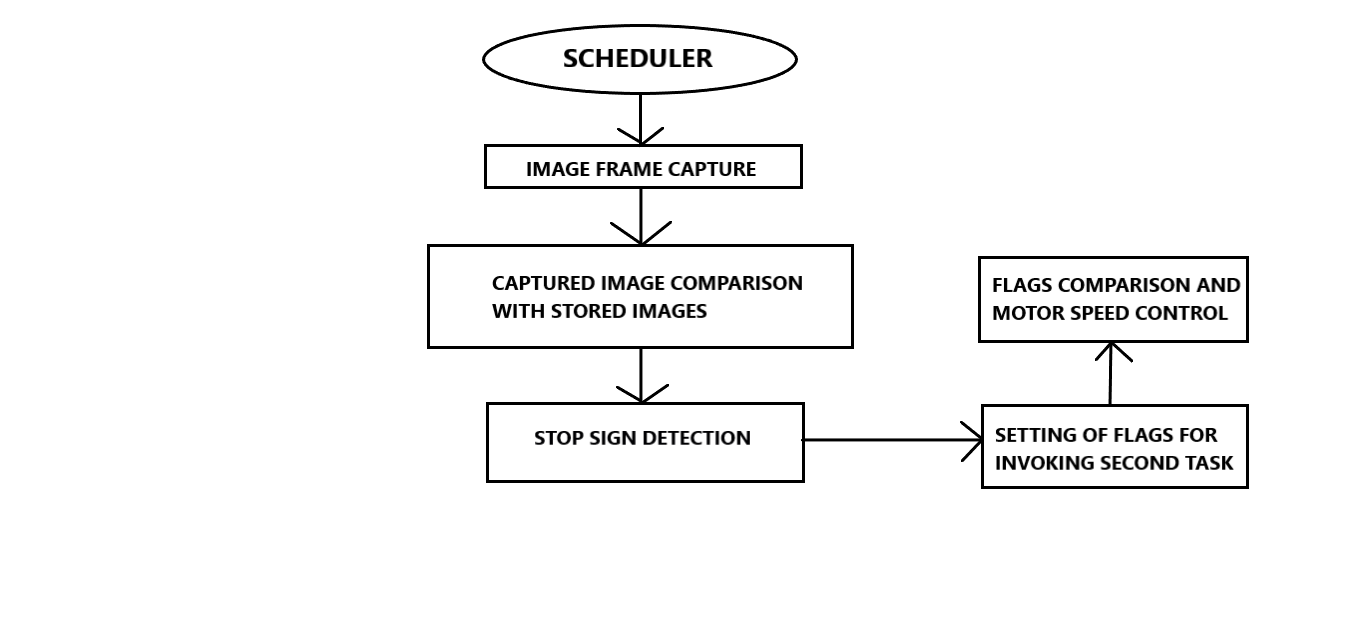 SCHEDULER
IMAGE FRAME CAPTURE
CAPTURED IMAGE COMPARISON
WITH STORED IMAGES
STOP SIGN DETECTION
SETTING OF FLAGS FOR
INVOKING SECOND TASK
FLAGS COMPARISON AND
MOTOR SPEED CONTROL